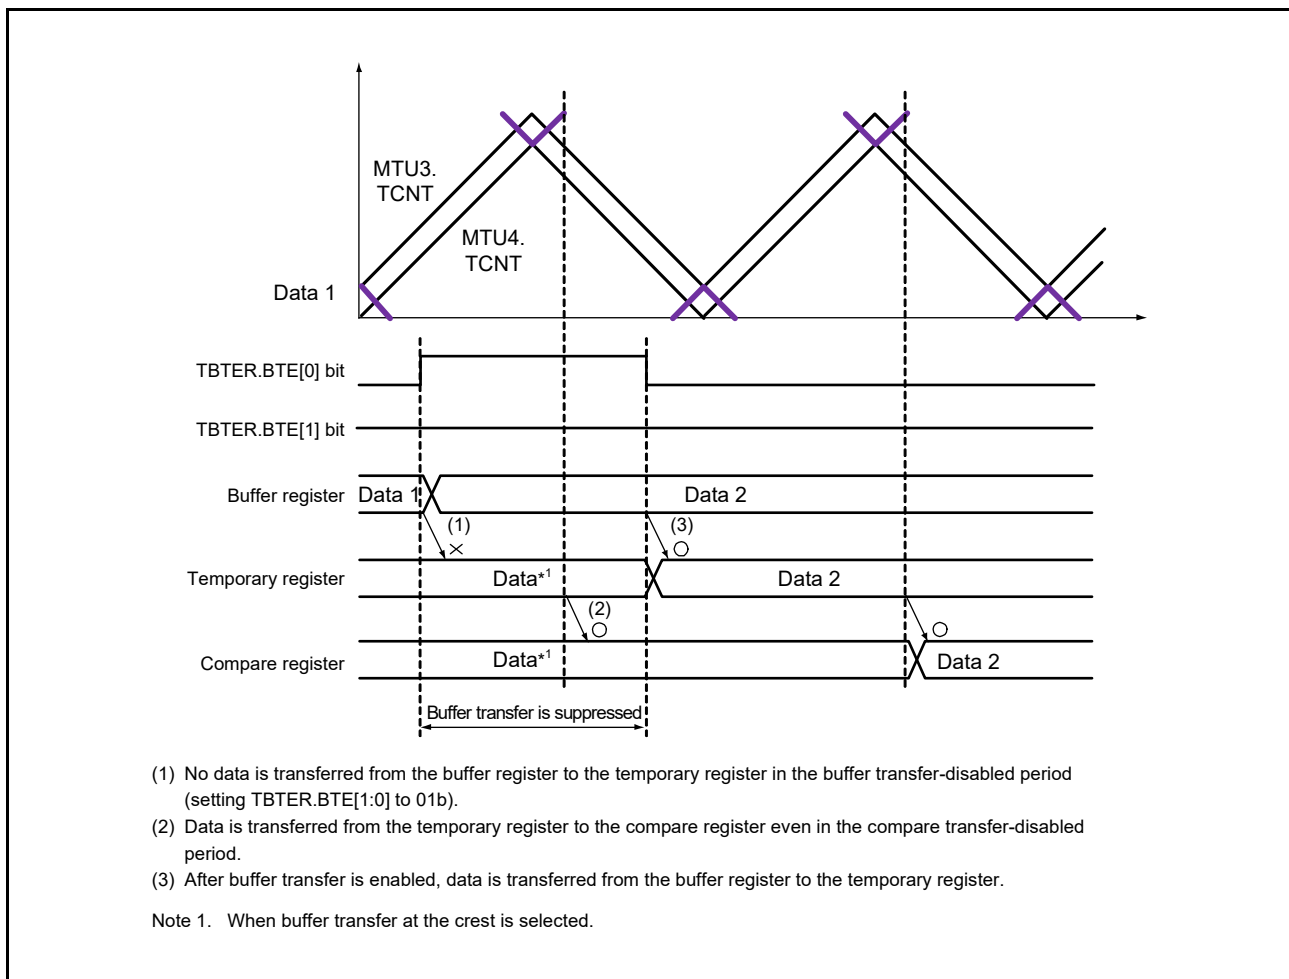 MTU3.
TCNT
MTU4.
TCNT
Data 1
TBTER.BTE[0] bit
TBTER.BTE[1] bit
Buffer register
Data 1
Data 2
(1)
(3)
Temporary register
Data*1
Data 2
(2)
Compare register
Data*1
Data 2
Buffer transfer is suppressed
(1) No data is transferred from the buffer register to the temporary register in the buffer transfer-disabled period
(setting TBTER.BTE[1:0] to 01b).
(2) Data is transferred from the temporary register to the compare register even in the compare transfer-disabled
period.
(3) After buffer transfer is enabled, data is transferred from the buffer register to the temporary register.
Note 1. When buffer transfer at the crest is selected.